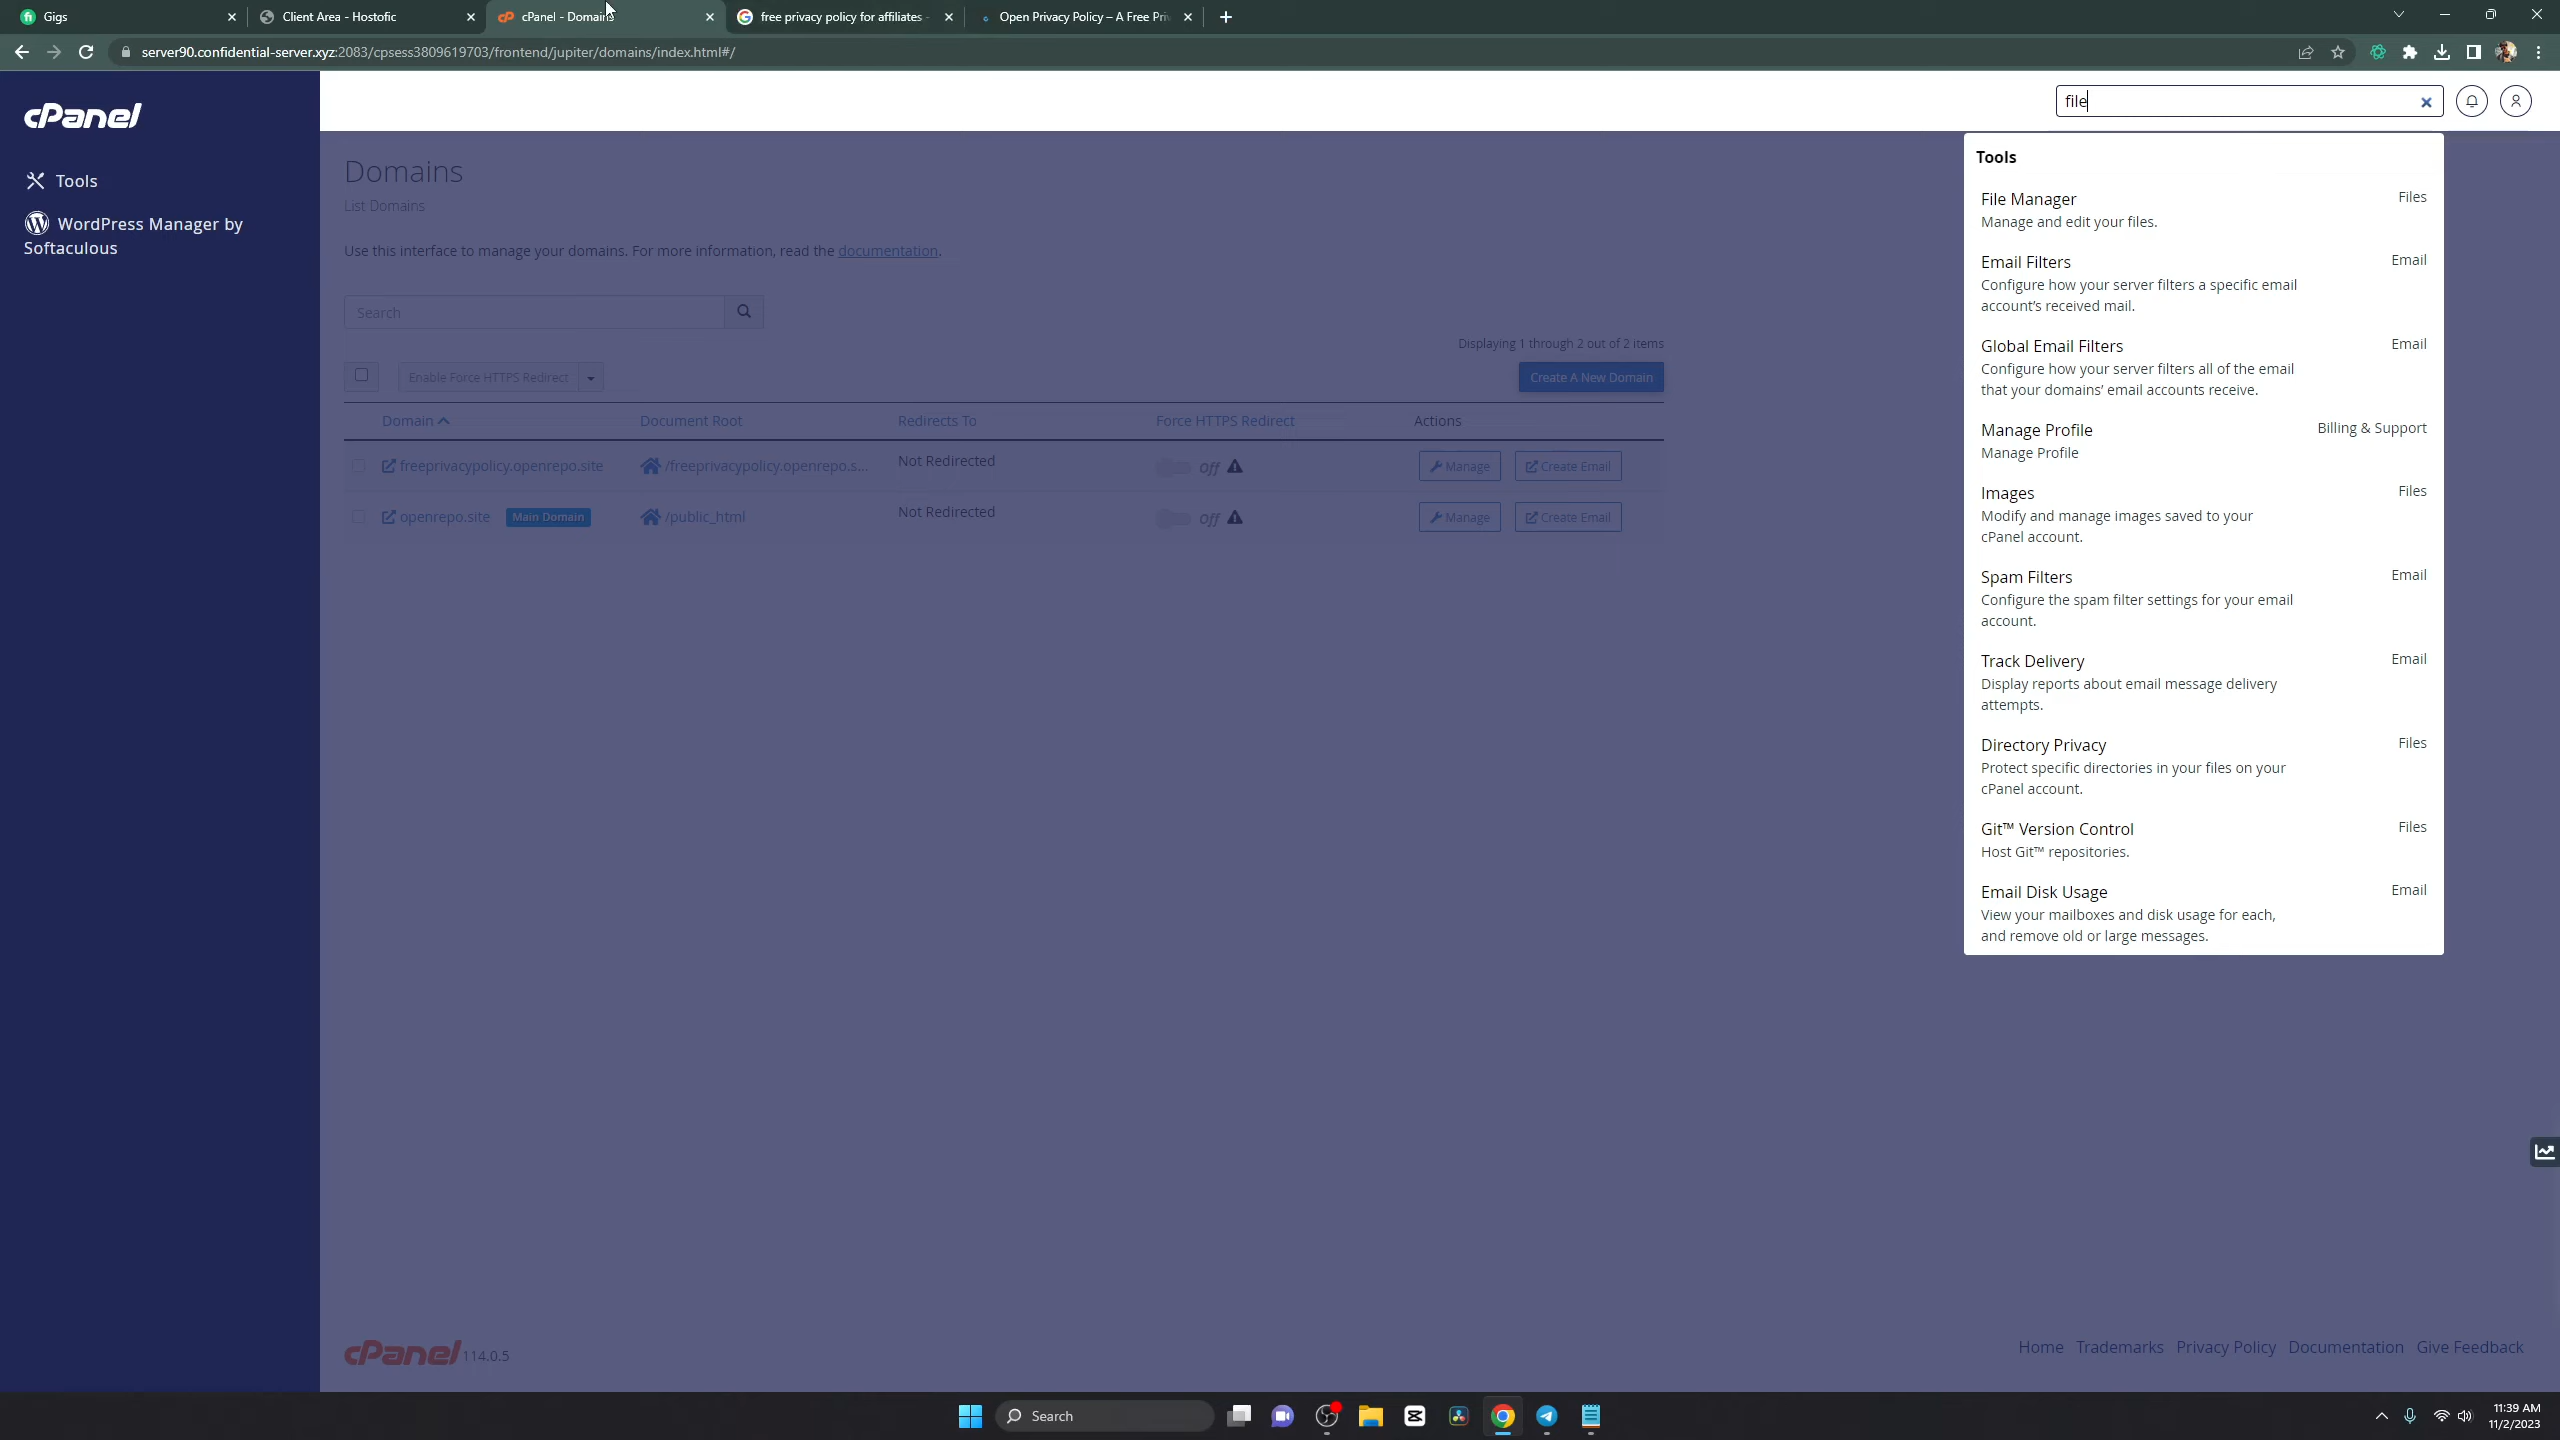 Gigs
Client Area - Hostofic
cPanel - Domains
free privacy policy for affiliates -
Open Privacy Policy – A Free Pri
server90.confidential-server.xyz:2083/cpsess3809619703/frontend/jupiter/domains/index.html#/
cPanel
file
Tools
WordPress Manager by
Softaculous
Domains
List Domains
Use this interface to manage your domains. For more information, read the documentation.
Search
Displaying 1 through 2 out of 2 items
Enable Force HTTPS Redirect
Create A New Domain
Domain Document Root Redirects To Force HTTPS Redirect Actions
freeprivacypolicy.openrepo.site /freeprivacypolicy.openrepo.s... Not Redirected Off Manage Create Email
openrepo.site Main Domain /public_html Not Redirected Off Manage Create Email
Tools
File Manager Files
Manage and edit your files.
Email Filters Email
Configure how your server filters a specific email
account's received mail.
Global Email Filters Email
Configure how your server filters all of the email
that your domains' email accounts receive.
Manage Profile Billing & Support
Manage Profile
Images Files
Modify and manage images saved to your
cPanel account.
Spam Filters Email
Configure the spam filter settings for your email
account.
Track Delivery Email
Display reports about email message delivery
attempts.
Directory Privacy Files
Protect specific directories in your files on your
cPanel account.
Git™ Version Control Files
Host Git™ repositories.
Email Disk Usage Email
View your mailboxes and disk usage for each,
and remove old or large messages.
cPanel 114.0.5
Home Trademarks Privacy Policy Documentation Give Feedback
Search
11:39 AM
11/2/2023